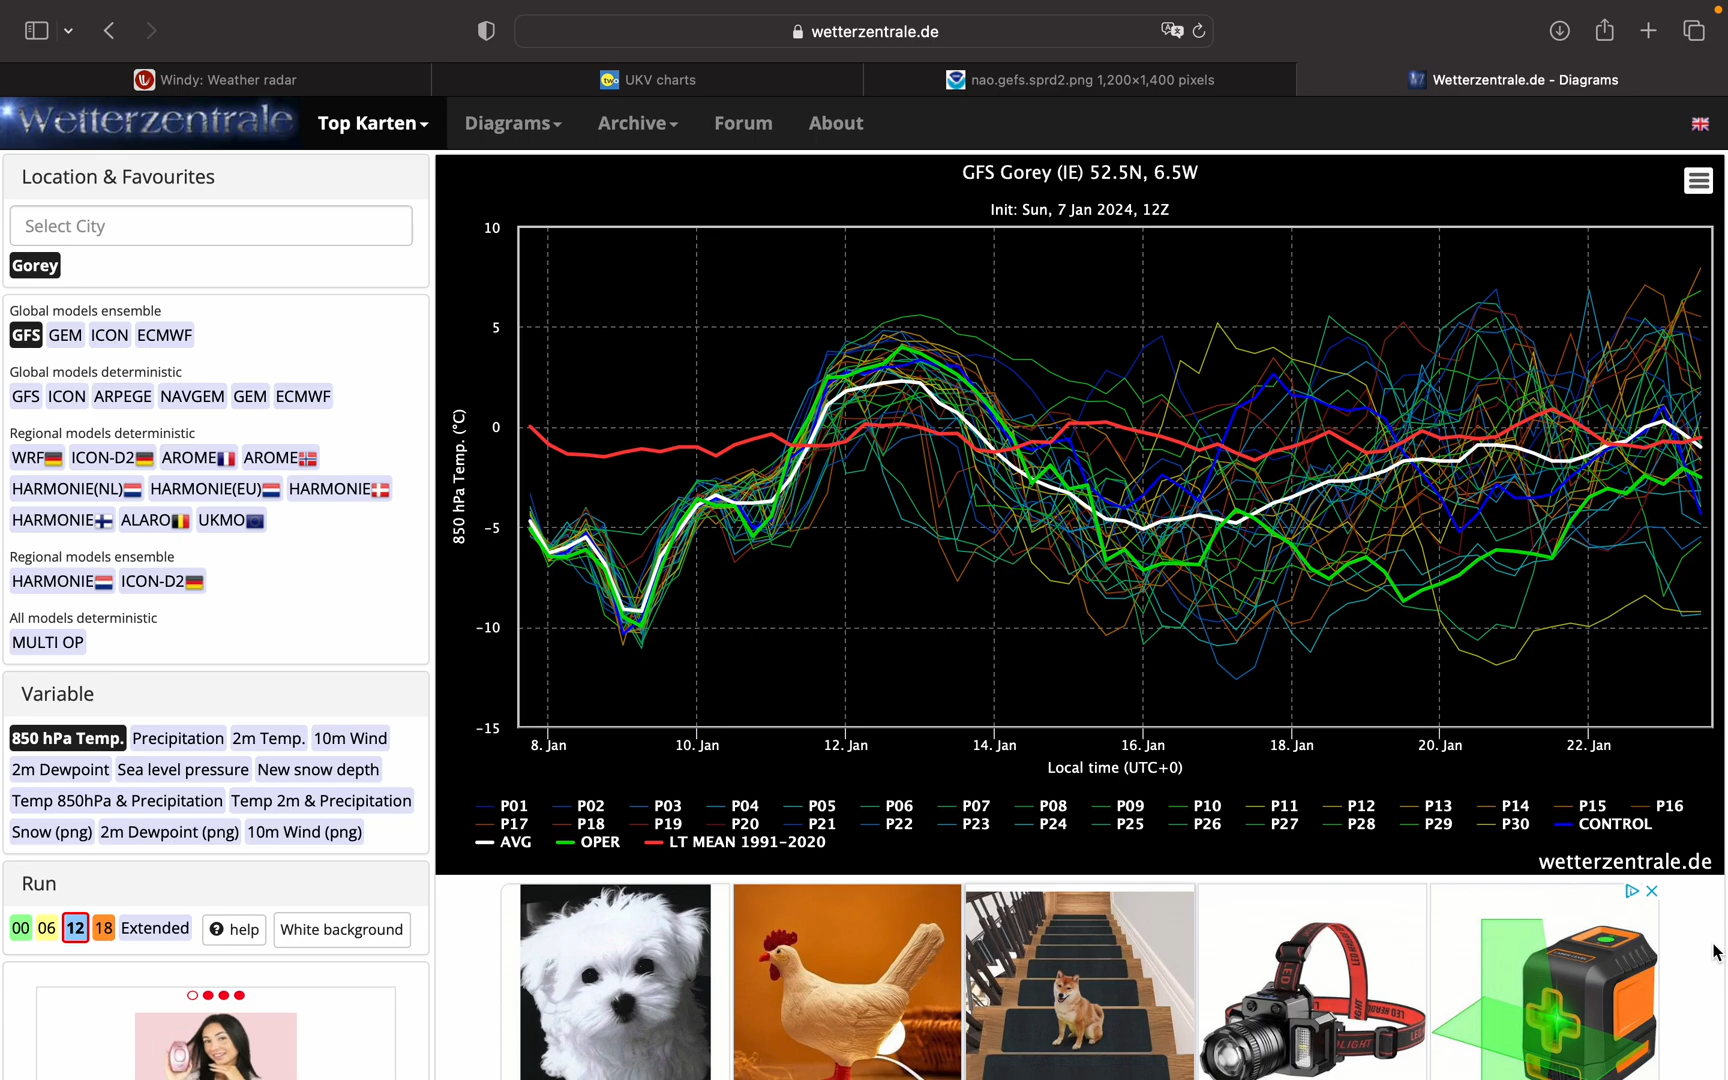 wetterzentrale.de
Windy: Weather radar
UKV charts
nao.gefs.sprd2.png 1,200×1,400 pixels
Wetterzentrale.de - Diagrams
Wetterzentrale
Top Karten
Diagrams
Archive
Forum
About
Location & Favourites
Select City
Gorey
Global models ensemble
GFS GEM ICON ECMWF
Global models deterministic
GFS ICON ARPEGE NAVGEM GEM ECMWF
Regional models deterministic
WRF ICON-D2 AROME AROME
HARMONIE(NL) HARMONIE(EU) HARMONIE
HARMONIE ALARO UKMO
Regional models ensemble
HARMONIE ICON-D2
All models deterministic
MULTI OP
Variable
850 hPa Temp. Precipitation 2m Temp. 10m Wind
2m Dewpoint Sea level pressure New snow depth
Temp 850hPa & Precipitation Temp 2m & Precipitation
Snow (png) 2m Dewpoint (png) 10m Wind (png)
Run
00 06 12 18 Extended help White background
GFS Gorey (IE) 52.5N, 6.5W
Init: Sun, 7 Jan 2024, 12Z
850 hPa Temp. (°C)
10
5
0
-5
-10
-15
8. Jan 10. Jan 12. Jan 14. Jan 16. Jan 18. Jan 20. Jan 22. Jan
Local time (UTC+0)
P01 P02 P03 P04 P05 P06 P07 P08 P09 P10 P11 P12 P13 P14 P15 P16
P17 P18 P19 P20 P21 P22 P23 P24 P25 P26 P27 P28 P29 P30 CONTROL
AVG OPER LT MEAN 1991-2020
wetterzentrale.de